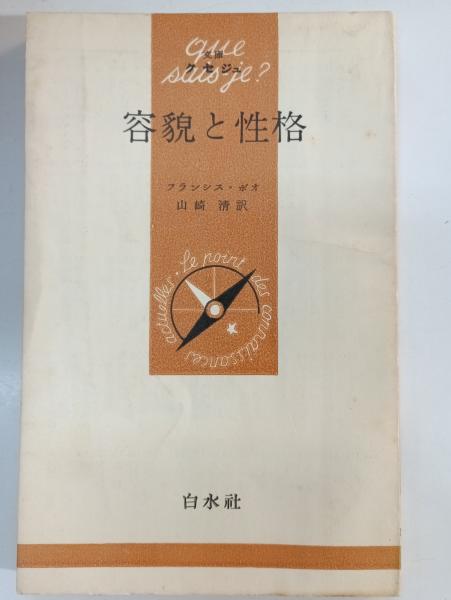 que
文庫
クセジュ
sais-je?
容貌と性格
フランシス・ボオ
山崎 清訳
Le point des connaissances actuelles.
白水社